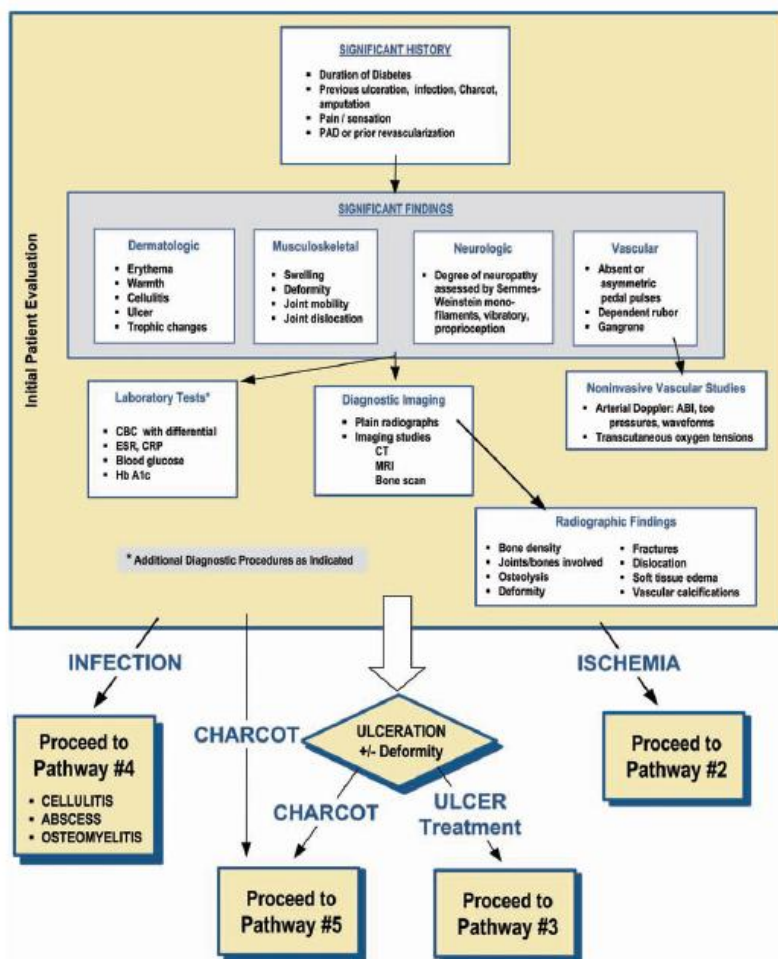 SIGNIFICANT HISTORY
Duration of Diabetes
Previous ulceration, infection, Charcot,
amputation
Pain / sensation
PAD or prior revascularization
Initial Patient Evaluation
SIGNIFICANT FINDINGS
Dermatologic
Erythema
Warmth
Cellulitis
Ulcer
Trophic changes
Musculoskeletal
Swelling
Deformity
Joint mobility
Joint dislocation
Neurologic
Degree of neuropathy
assessed by Semmes-
Weinstein mono-
filaments, vibratory,
proprioception
Vascular
Absent or
asymmetric
pedal pulses
Dependent rubor
Gangrene
Laboratory Tests*
CBC with differential
ESR, CRP
Blood glucose
Hb A1c
Diagnostic Imaging
Plain radiographs
Imaging studies
CT
MRI
Bone scan
Noninvasive Vascular Studies
Arterial Doppler: ABI, toe
pressures, waveforms
Transcutaneous oxygen tensions
Radiographic Findings
Bone density
Joints/bones involved
Osteolysis
Deformity
Fractures
Dislocation
Soft tissue edema
Vascular calcifications
* Additional Diagnostic Procedures as Indicated
INFECTION
ISCHEMIA
Proceed to
Pathway #4
CELLULITIS
ABSCESS
OSTEOMYELITIS
CHARCOT
ULCERATION
+/- Deformity
Proceed to
Pathway #2
CHARCOT
ULCER
Treatment
Proceed to
Pathway #5
Proceed to
Pathway #3